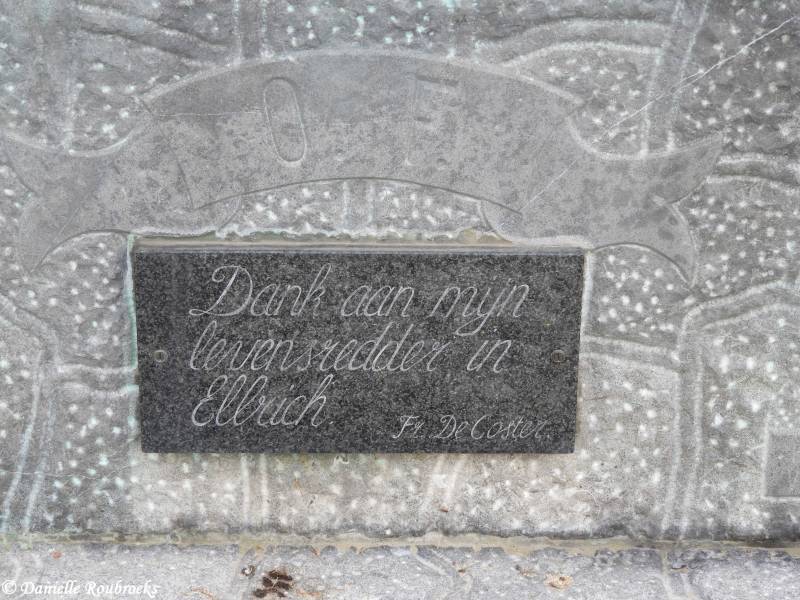 O F
Dank aan mijn
levensredder in
Ellrich.
Fr. De Coster.
© Danielle Roubroeks